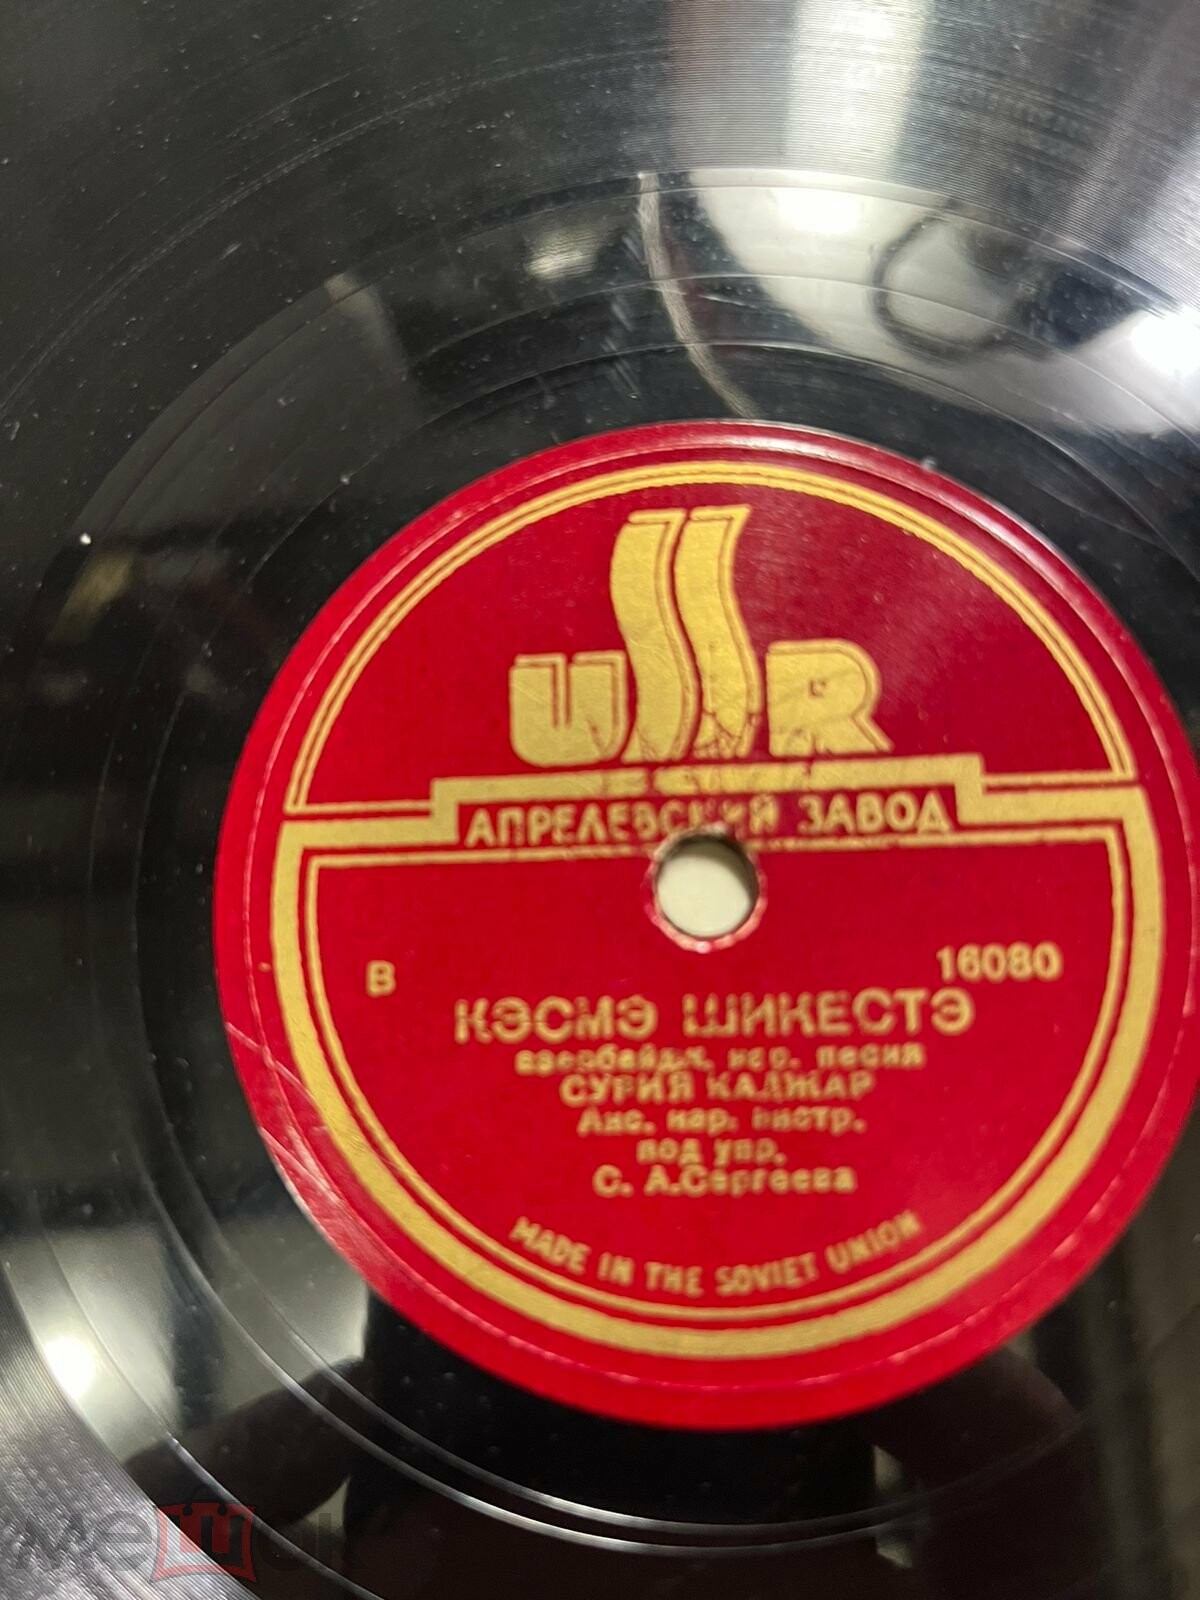 USSR
АПРЕЛЕВСКИЙ ЗАВОД
В 16080
КЭСМЭ ШИКЕСТЭ
азербайдж. нар. песня
СУРИЯ КАДЖАР
Анс. нар. инстр.
под упр.
С. А.Сергеева
MADE IN THE SOVIET UNION
мешок